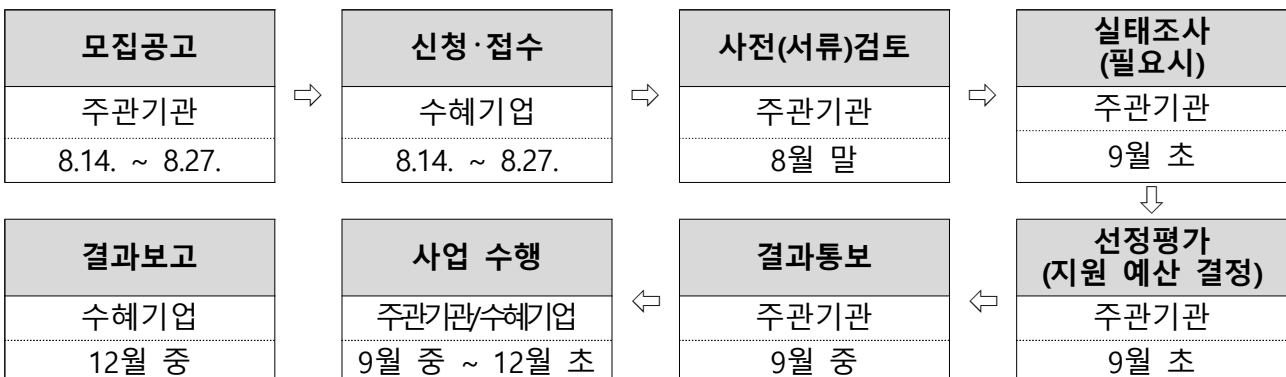 모집공고
주관기관
8.14. ~ 8.27.
신청·접수
수혜기업
8.14. ~ 8.27.
사전(서류)검토
주관기관
8월 말
실태조사
(필요시)
주관기관
9월 초
선정평가
(지원 예산 결정)
주관기관
9월 초
결과통보
주관기관
9월 중
사업 수행
주관기관/수혜기업
9월 중 ~ 12월 초
결과보고
수혜기업
12월 중